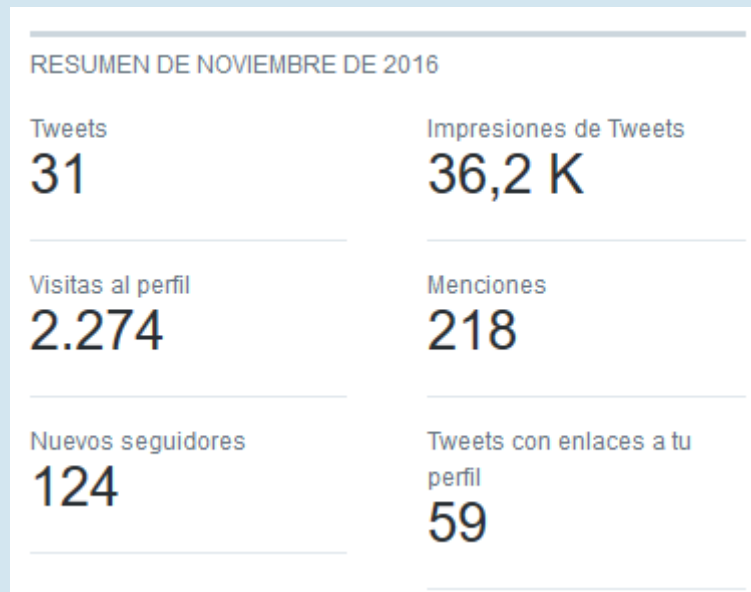 RESUMEN DE NOVIEMBRE DE 2016
Tweets
31
Impresiones de Tweets
36,2 K
Visitas al perfil
2.274
Menciones
218
Nuevos seguidores
124
Tweets con enlaces a tu
perfil
59